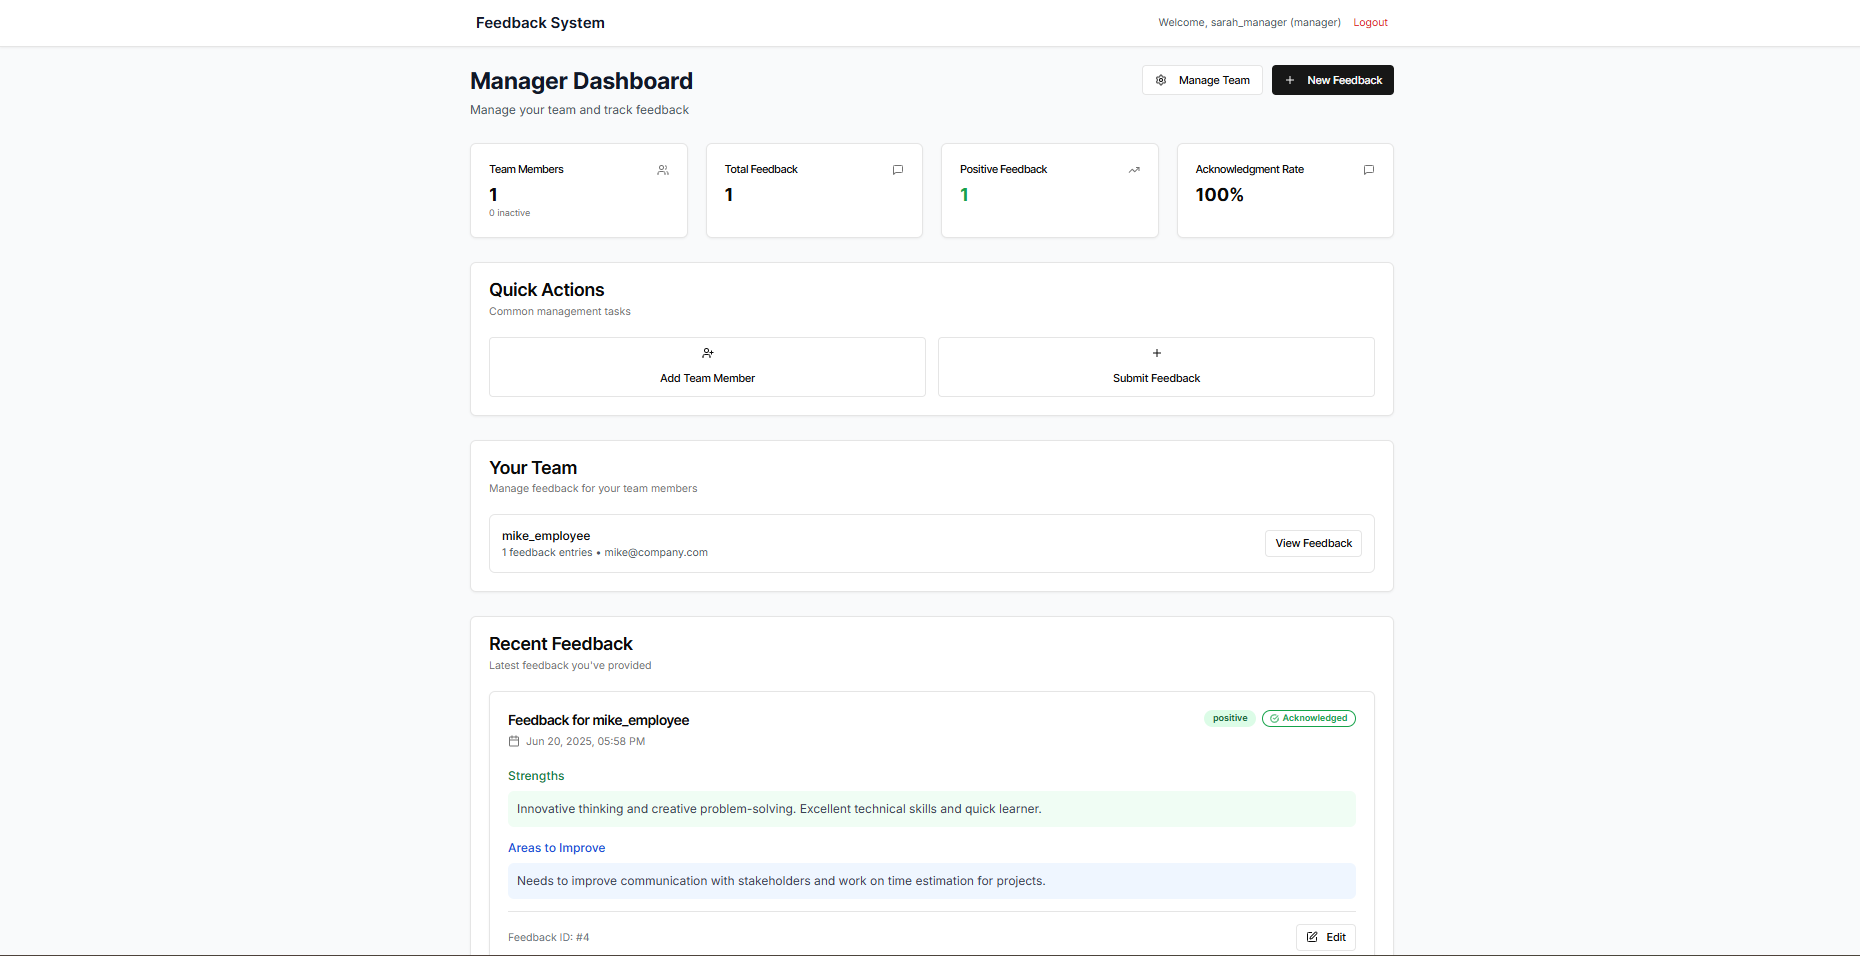 Feedback System
Welcome, sarah_manager (manager) Logout
Manager Dashboard
Manage Team
New Feedback
Manage your team and track feedback
Team Members
1
0 inactive
Total Feedback
1
Positive Feedback
1
Acknowledgment Rate
100%
Quick Actions
Common management tasks
Add Team Member
Submit Feedback
Your Team
Manage feedback for your team members
mike_employee
1 feedback entries • mike@company.com
View Feedback
Recent Feedback
Latest feedback you've provided
Feedback for mike_employee
positive
Acknowledged
Jun 20, 2025, 05:58 PM
Strengths
Innovative thinking and creative problem-solving. Excellent technical skills and quick learner.
Areas to Improve
Needs to improve communication with stakeholders and work on time estimation for projects.
Feedback ID: #4
Edit